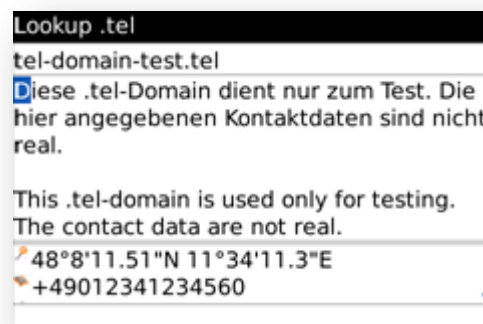 Lookup .tel
tel-domain-test.tel
Diese .tel-Domain dient nur zum Test. Die
hier angegebenen Kontaktdaten sind nicht
real.
This .tel-domain is used only for testing.
The contact data are not real.
48°8'11.51"N 11°34'11.3"E
+49012341234560